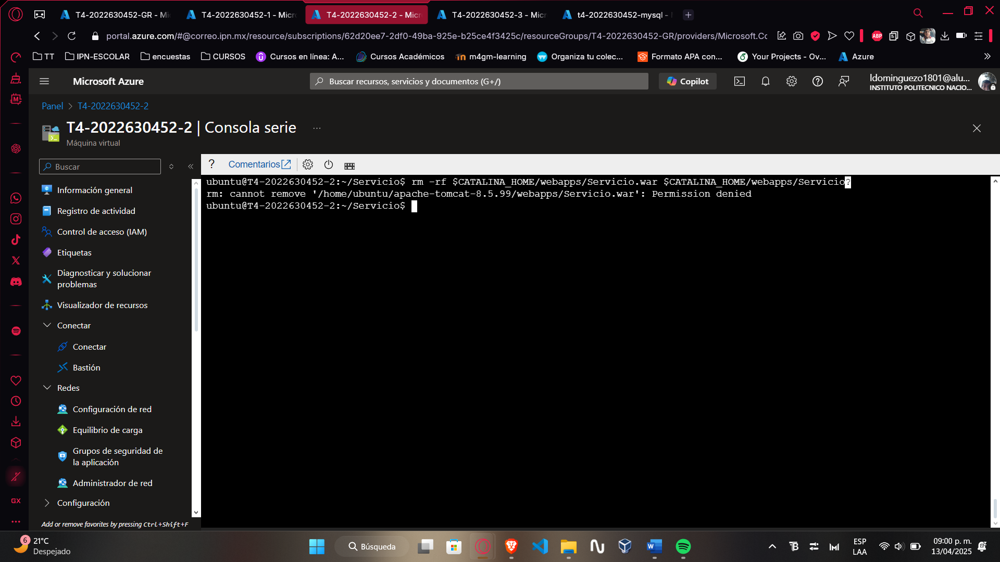 T4-2022630452-GR - Mi
T4-2022630452-1 - Micro
T4-2022630452-2 - Micr
T4-2022630452-3 - Micr
t4-2022630452-mysql -
portal.azure.com/#@correo.ipn.mx/resource/subscriptions/62d20ee7-2df0-49ba-925e-b25ce4f3425c/resourceGroups/T4-2022630452-GR/providers/Microsoft.Cc
ABP
TT
IPN-ESCOLAR
encuestas
CURSOS
Cursos en línea: A...
Cursos Académicos
m4gm-learning
Organiza tu colec...
Formato APA con...
Your Projects - Ov...
Azure
Microsoft Azure
Buscar recursos, servicios y documentos (G+/)
Copilot
ldominguezo1801@alu...
INSTITUTO POLITECNICO NACIO...
Panel > T4-2022630452-2
T4-2022630452-2 | Consola serie ...
Máquina virtual
Buscar
? Comentarios
Información general
Registro de actividad
Control de acceso (IAM)
Etiquetas
Diagnosticar y solucionar
problemas
Visualizador de recursos
Conectar
Conectar
Bastión
Redes
Configuración de red
Equilibrio de carga
Grupos de seguridad de
la aplicación
Administrador de red
Configuración
Add or remove favorites by pressing Ctrl+Shift+F
ubuntu@T4-2022630452-2:~/Servicio$ rm -rf $CATALINA_HOME/webapps/Servicio.war $CATALINA_HOME/webapps/Servicio?
rm: cannot remove '/home/ubuntu/apache-tomcat-8.5.99/webapps/Servicio.war': Permission denied
ubuntu@T4-2022630452-2:~/Servicio$
GX
6
21°C
Despejado
Búsqueda
ESP
LAA
09:00 p. m.
13/04/2025